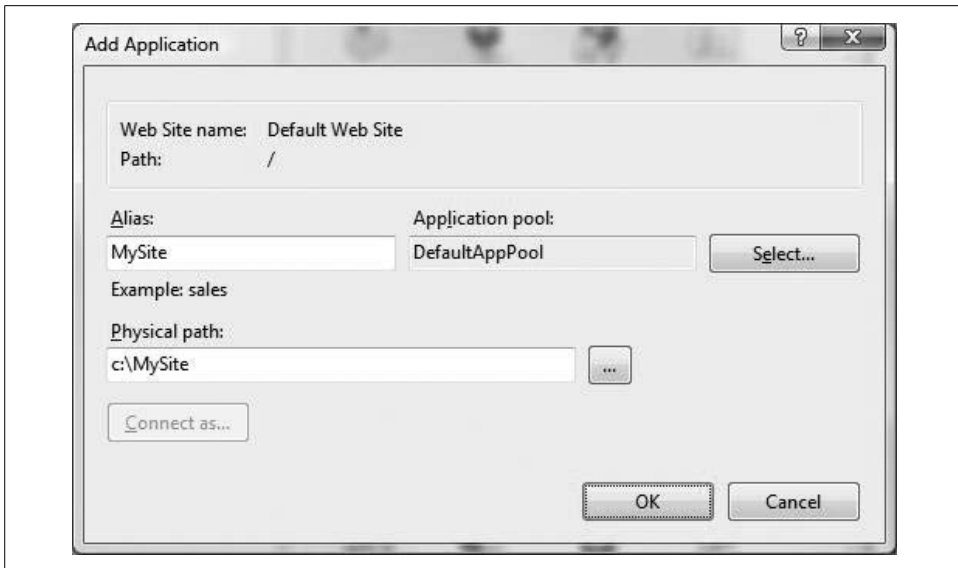 Add Application
Web Site name: Default Web Site
Path: /
Alias: Application pool:
MySite DefaultAppPool Select...
Example: sales
Physical path:
c:\MySite ...
Connect as...
OK Cancel